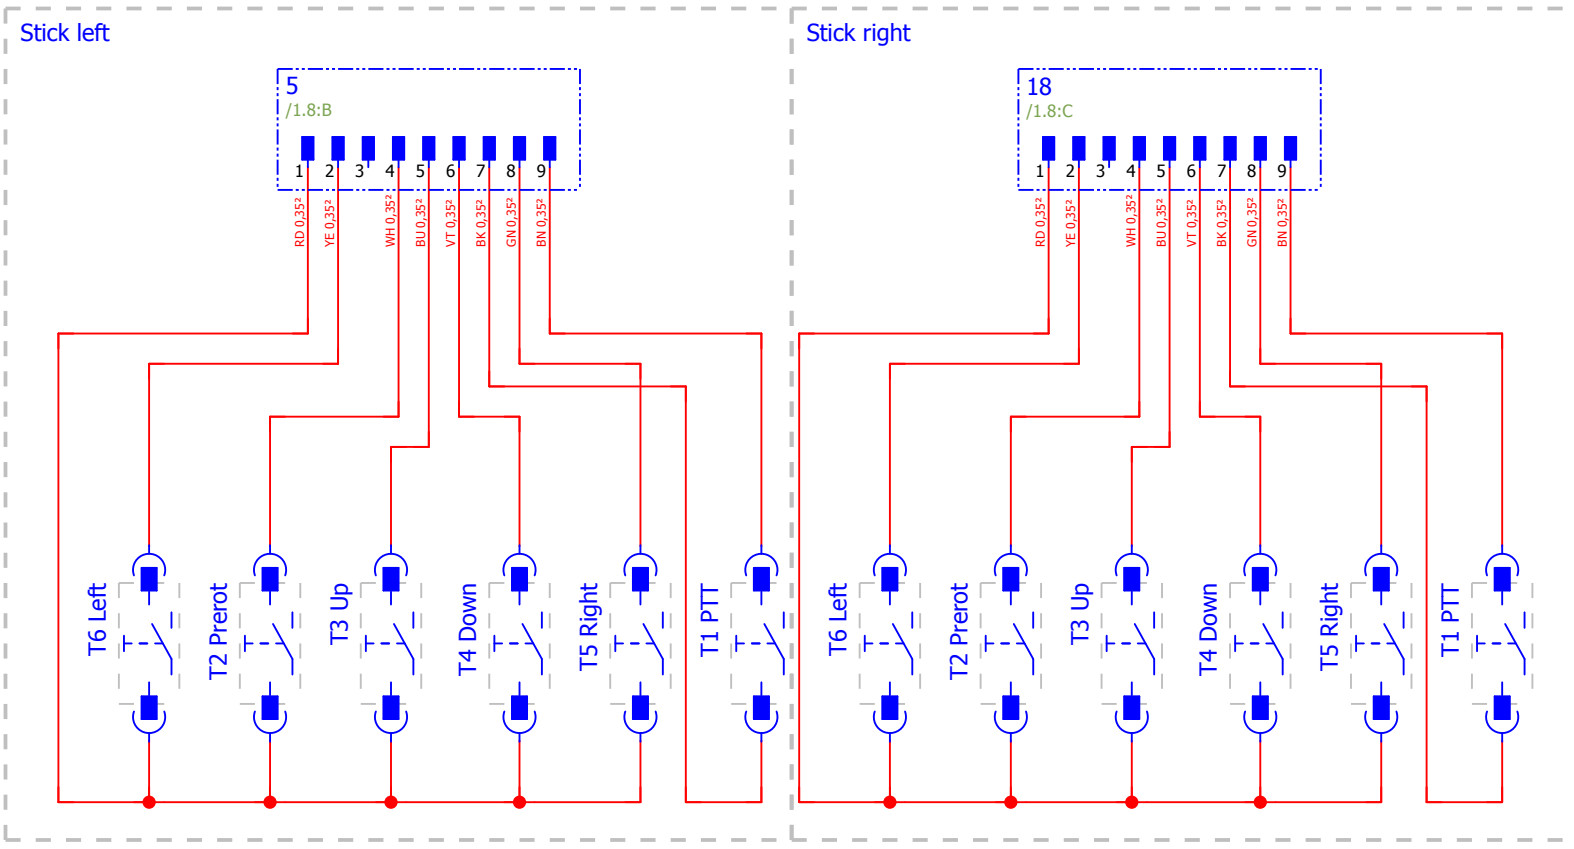 Stick left
5
/1.8:B
1 2 3 4 5 6 7 8 9
RD 0,35²
YE 0,35²
WH 0,35²
BU 0,35²
VT 0,35²
BK 0,35²
GN 0,35²
BN 0,35²
T6 Left
T2 Prerot
T3 Up
T4 Down
T5 Right
T1 PTT
Stick right
18
/1.8:C
1 2 3 4 5 6 7 8 9
RD 0,35²
YE 0,35²
WH 0,35²
BU 0,35²
VT 0,35²
BK 0,35²
GN 0,35²
BN 0,35²
T6 Left
T2 Prerot
T3 Up
T4 Down
T5 Right
T1 PTT